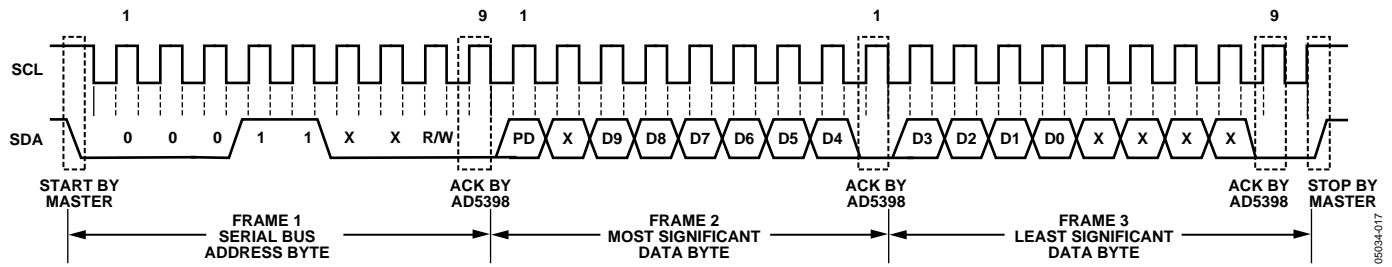 1 9 1 1 9
SCL
SDA 0 0 0 1 1 X X R/W PD X D9 D8 D7 D6 D5 D4 D3 D2 D1 D0 X X X X
START BY
MASTER
ACK BY
AD5398
ACK BY
AD5398
ACK BY
AD5398
STOP BY
MASTER
FRAME 1
SERIAL BUS
ADDRESS BYTE
FRAME 2
MOST SIGNIFICANT
DATA BYTE
FRAME 3
LEAST SIGNIFICANT
DATA BYTE
05034-017